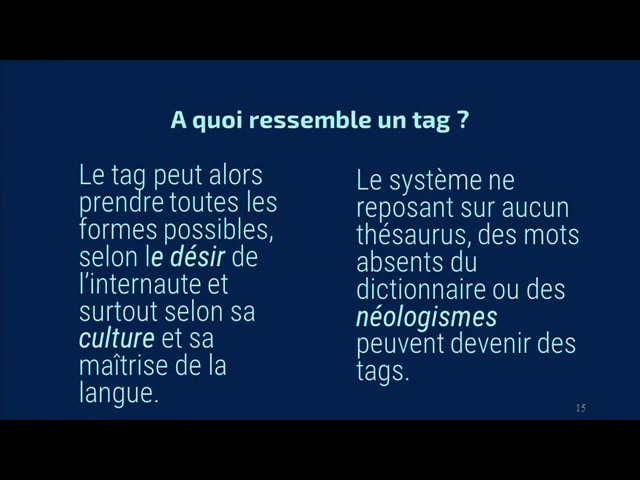 A quoi ressemble un tag ?
Le tag peut alors
prendre toutes les
formes possibles,
selon le désir de
l’internaute et
surtout selon sa
culture et sa
maîtrise de la
langue.
Le système ne
reposant sur aucun
thésaurus, des mots
absents du
dictionnaire ou des
néologismes
peuvent devenir des
tags.
15